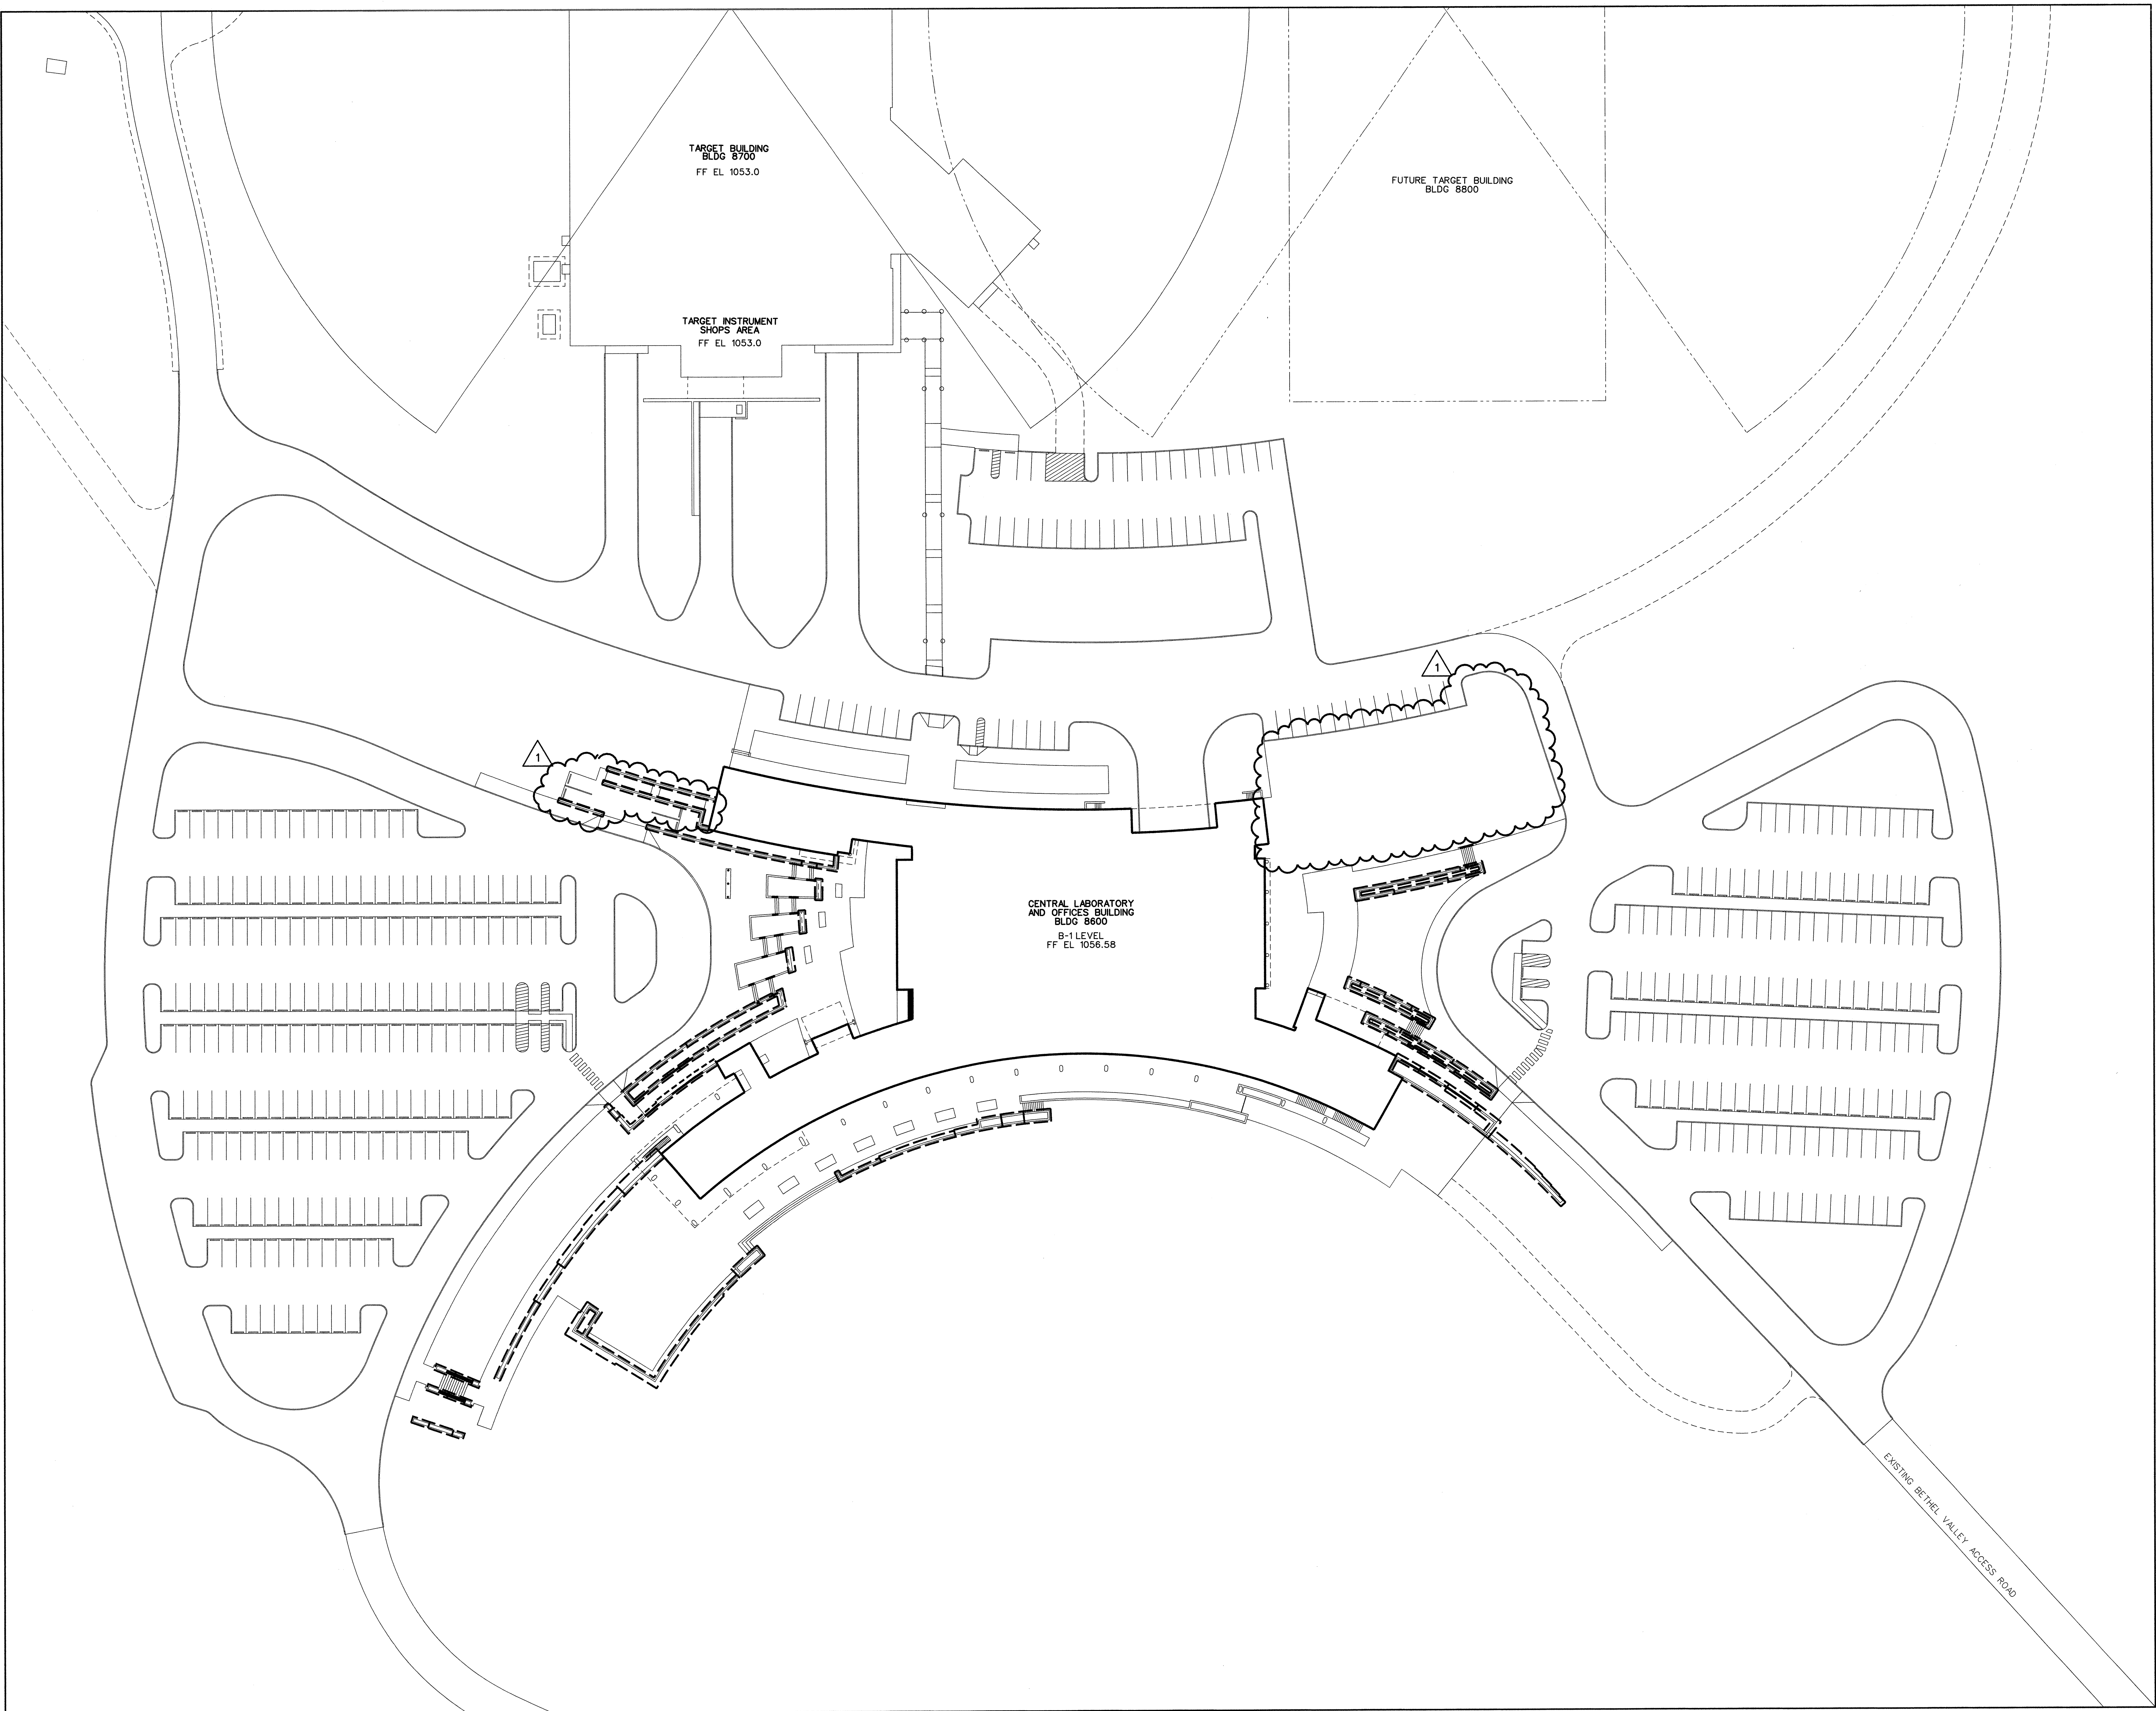 TARGET BUILDING
BLDG 8700
FF EL 1053.0
FUTURE TARGET BUILDING
BLDG 8800
TARGET INSTRUMENT
SHOPS AREA
FF EL 1053.0
1
1
CENTRAL LABORATORY
AND OFFICES BUILDING
BLDG 8600
B-1 LEVEL
FF EL 1056.58
EXISTING BETHEL VALLEY ACCESS ROAD